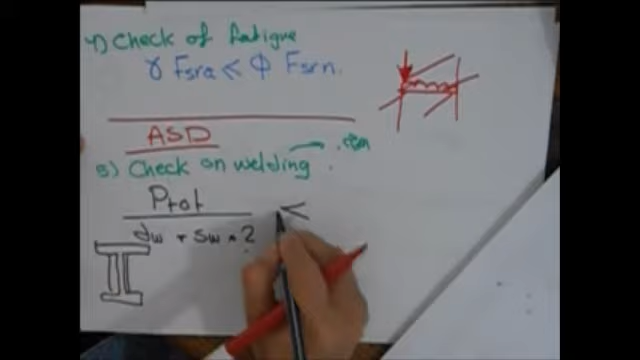 4) Check of fatigue
γ Fsra < Φ Fsrn.
ASD
5) Check on welding
Ptot <
dw * sw * 2